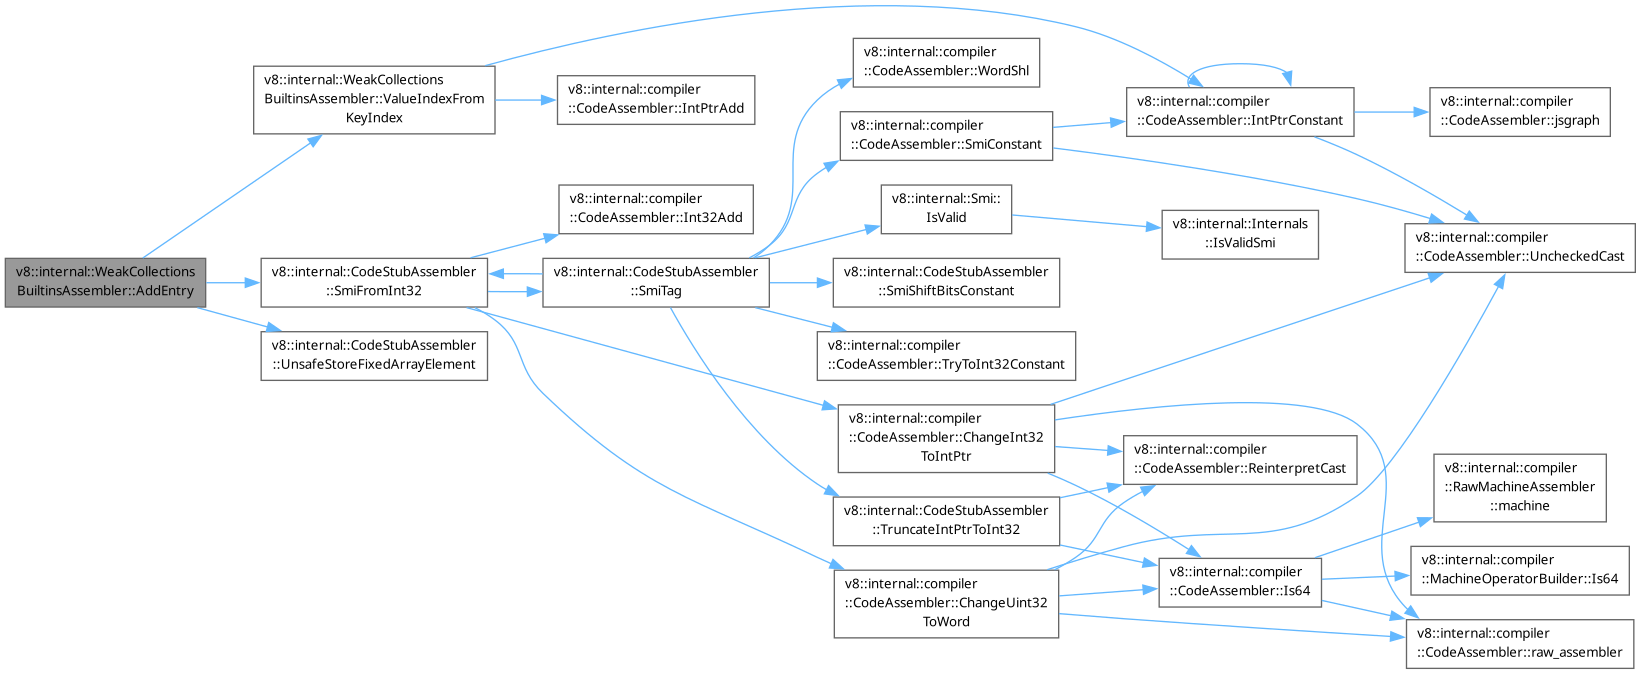 v8::internal::WeakCollections
BuiltinsAssembler::AddEntry
v8::internal::WeakCollections
BuiltinsAssembler::ValueIndexFrom
KeyIndex
v8::internal::CodeStubAssembler
::SmiFromInt32
v8::internal::CodeStubAssembler
::UnsafeStoreFixedArrayElement
v8::internal::compiler
::CodeAssembler::IntPtrAdd
v8::internal::compiler
::CodeAssembler::Int32Add
v8::internal::CodeStubAssembler
::SmiTag
v8::internal::compiler
::CodeAssembler::WordShl
v8::internal::compiler
::CodeAssembler::SmiConstant
v8::internal::Smi::
IsValid
v8::internal::CodeStubAssembler
::SmiShiftBitsConstant
v8::internal::compiler
::CodeAssembler::TryToInt32Constant
v8::internal::compiler
::CodeAssembler::ChangeInt32
ToIntPtr
v8::internal::CodeStubAssembler
::TruncateIntPtrToInt32
v8::internal::compiler
::CodeAssembler::ChangeUint32
ToWord
v8::internal::compiler
::CodeAssembler::IntPtrConstant
v8::internal::Internals
::IsValidSmi
v8::internal::compiler
::CodeAssembler::ReinterpretCast
v8::internal::compiler
::CodeAssembler::Is64
v8::internal::compiler
::CodeAssembler::jsgraph
v8::internal::compiler
::CodeAssembler::UncheckedCast
v8::internal::compiler
::RawMachineAssembler
::machine
v8::internal::compiler
::MachineOperatorBuilder::Is64
v8::internal::compiler
::CodeAssembler::raw_assembler